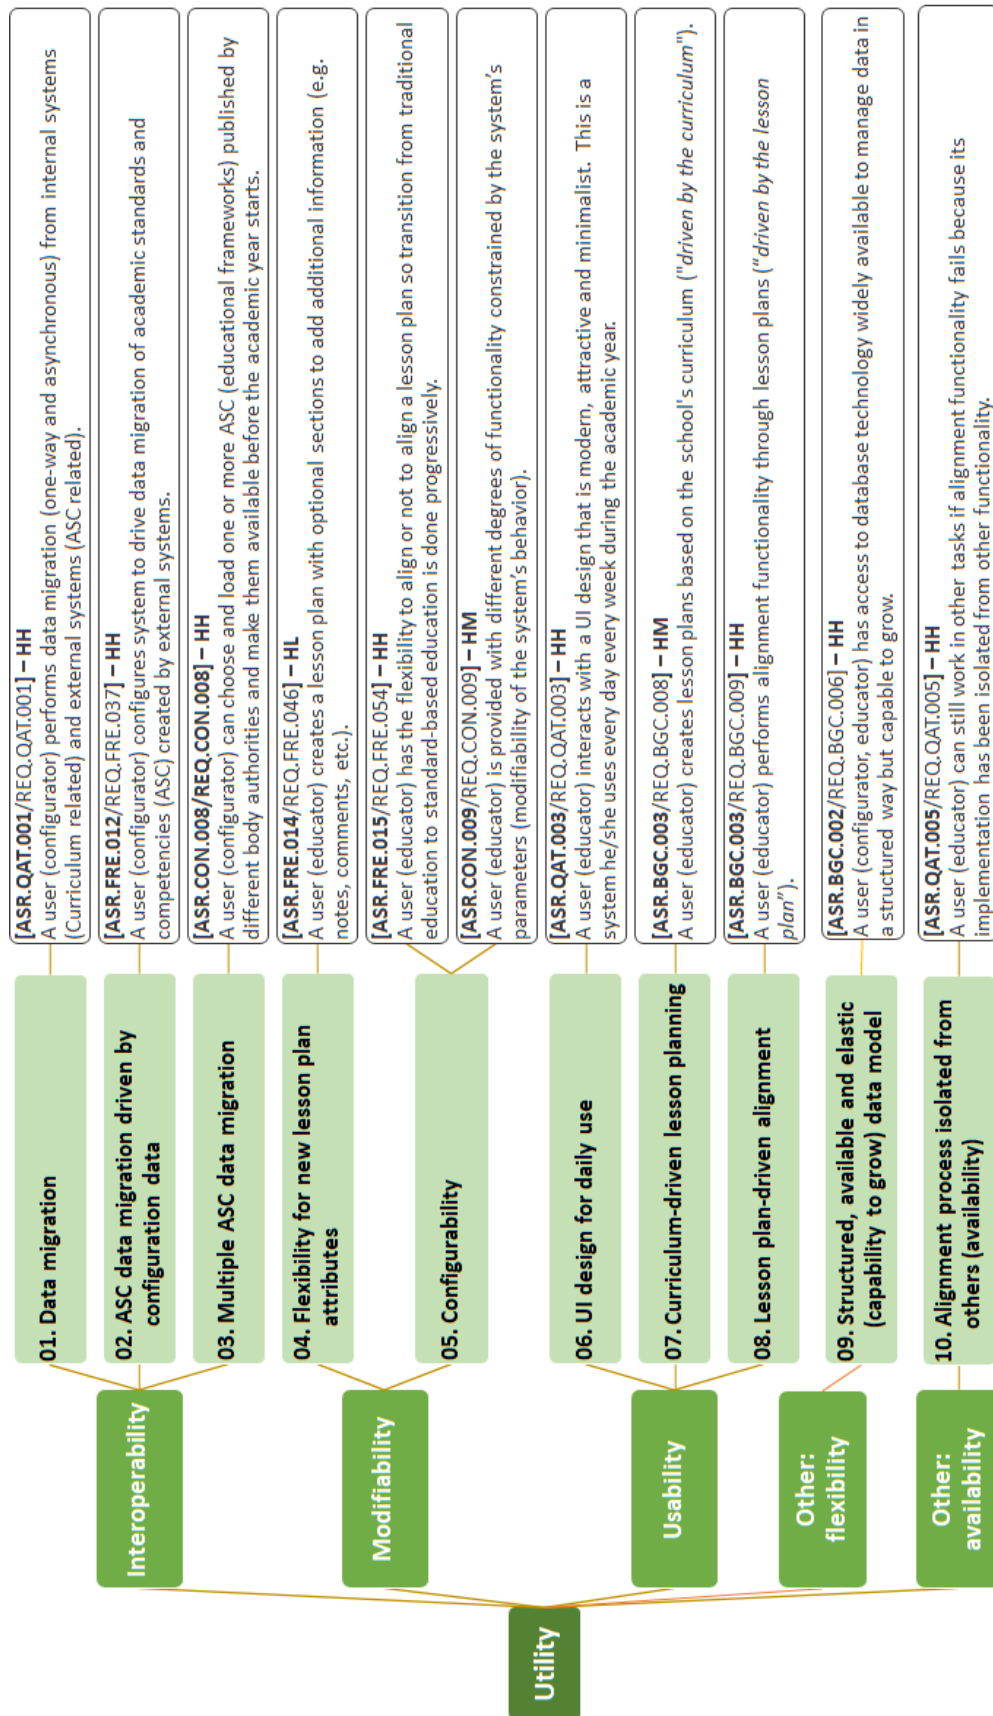 Utility
Interoperability
01. Data migration
[ASR.QAT.001/REQ.QAT.001] – HH
A user (configurator) performs data migration (one-way and asynchronous) from internal systems
(Curriculum related) and external systems (ASC related).
02. ASC data migration driven by
configuration data
[ASR.FRE.012/REQ.FRE.037] – HH
A user (configurator) configures system to drive data migration of academic standards and
competencies (ASC) created by external systems.
03. Multiple ASC data migration
[ASR.CON.008/REQ.CON.008] – HH
A user (configurator) can choose and load one or more ASC (educational frameworks) published by
different body authorities and make them available before the academic year starts.
Modifiability
04. Flexibility for new lesson plan
attributes
[ASR.FRE.014/REQ.FRE.046] – HL
A user (educator) creates a lesson plan with optional sections to add additional information (e.g.
notes, comments, etc.).
05. Configurability
[ASR.FRE.015/REQ.FRE.054] – HH
A user (educator) has the flexibility to align or not to align a lesson plan so transition from traditional
education to standard-based education is done progressively.
[ASR.CON.009/REQ.CON.009] – HM
A user (educator) is provided with different degrees of functionality constrained by the system's
parameters (modifiability of the system's behavior).
Usability
06. UI design for daily use
[ASR.QAT.003/REQ.QAT.003] – HH
A user (educator) interacts with a UI design that is modern, attractive and minimalist. This is a
system he/she uses every day every week during the academic year.
07. Curriculum-driven lesson planning
[ASR.BGC.003/REQ.BGC.008] – HM
A user (educator) creates lesson plans based on the school's curriculum ("driven by the curriculum").
08. Lesson plan-driven alignment
[ASR.BGC.003/REQ.BGC.009] – HH
A user (educator) performs alignment functionality through lesson plans (“driven by the lesson
plan”).
Other:
flexibility
09. Structured, available and elastic
(capability to grow) data model
[ASR.BGC.002/REQ.BGC.006] – HH
A user (configurator, educator) has access to database technology widely available to manage data in
a structured way but capable to grow.
Other:
availability
10. Alignment process isolated from
others (availability)
[ASR.QAT.005/REQ.QAT.005] – HH
A user (educator) can still work in other tasks if alignment functionality fails because its
implementation has been isolated from other functionality.